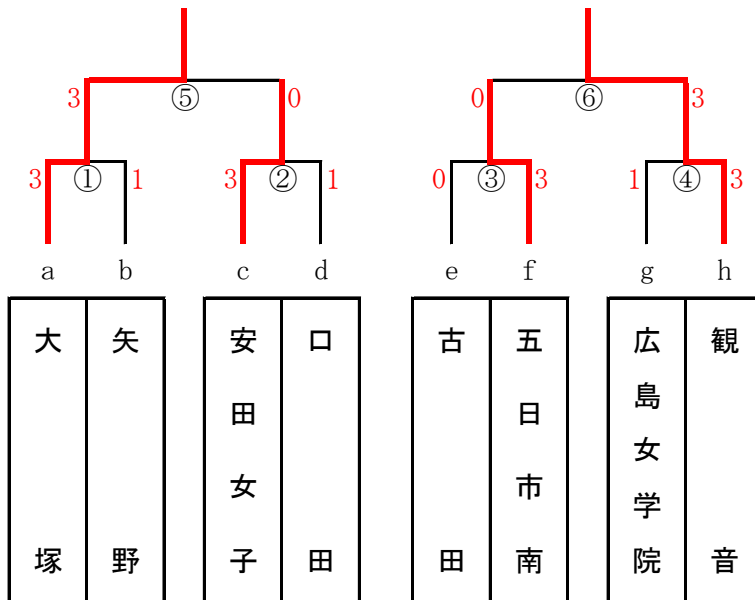 3 ⑤ 0 0 ⑥ 3
3 ① 1 3 ② 1 0 ③ 3 1 ④ 3
a b c d e f g h
大塚
矢野
安田女子
口田
古田
五日市南
広島女学院
観音